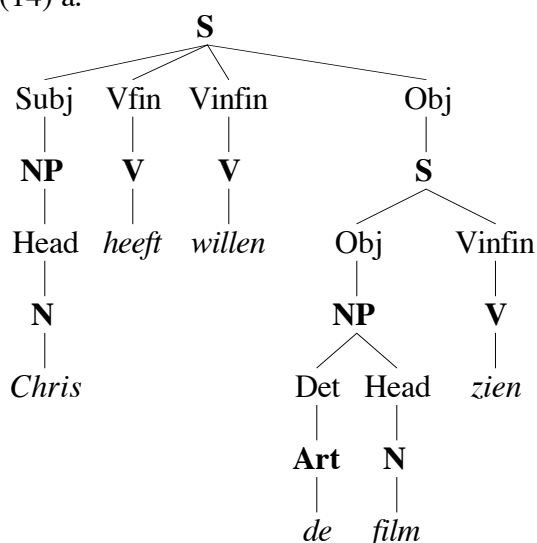 (14) a.
S
Subj Vfin Vinfin Obj
NP V V S
Head heeft willen Obj Vinfin
N NP V
Chris Det Head zien
Art N
de film